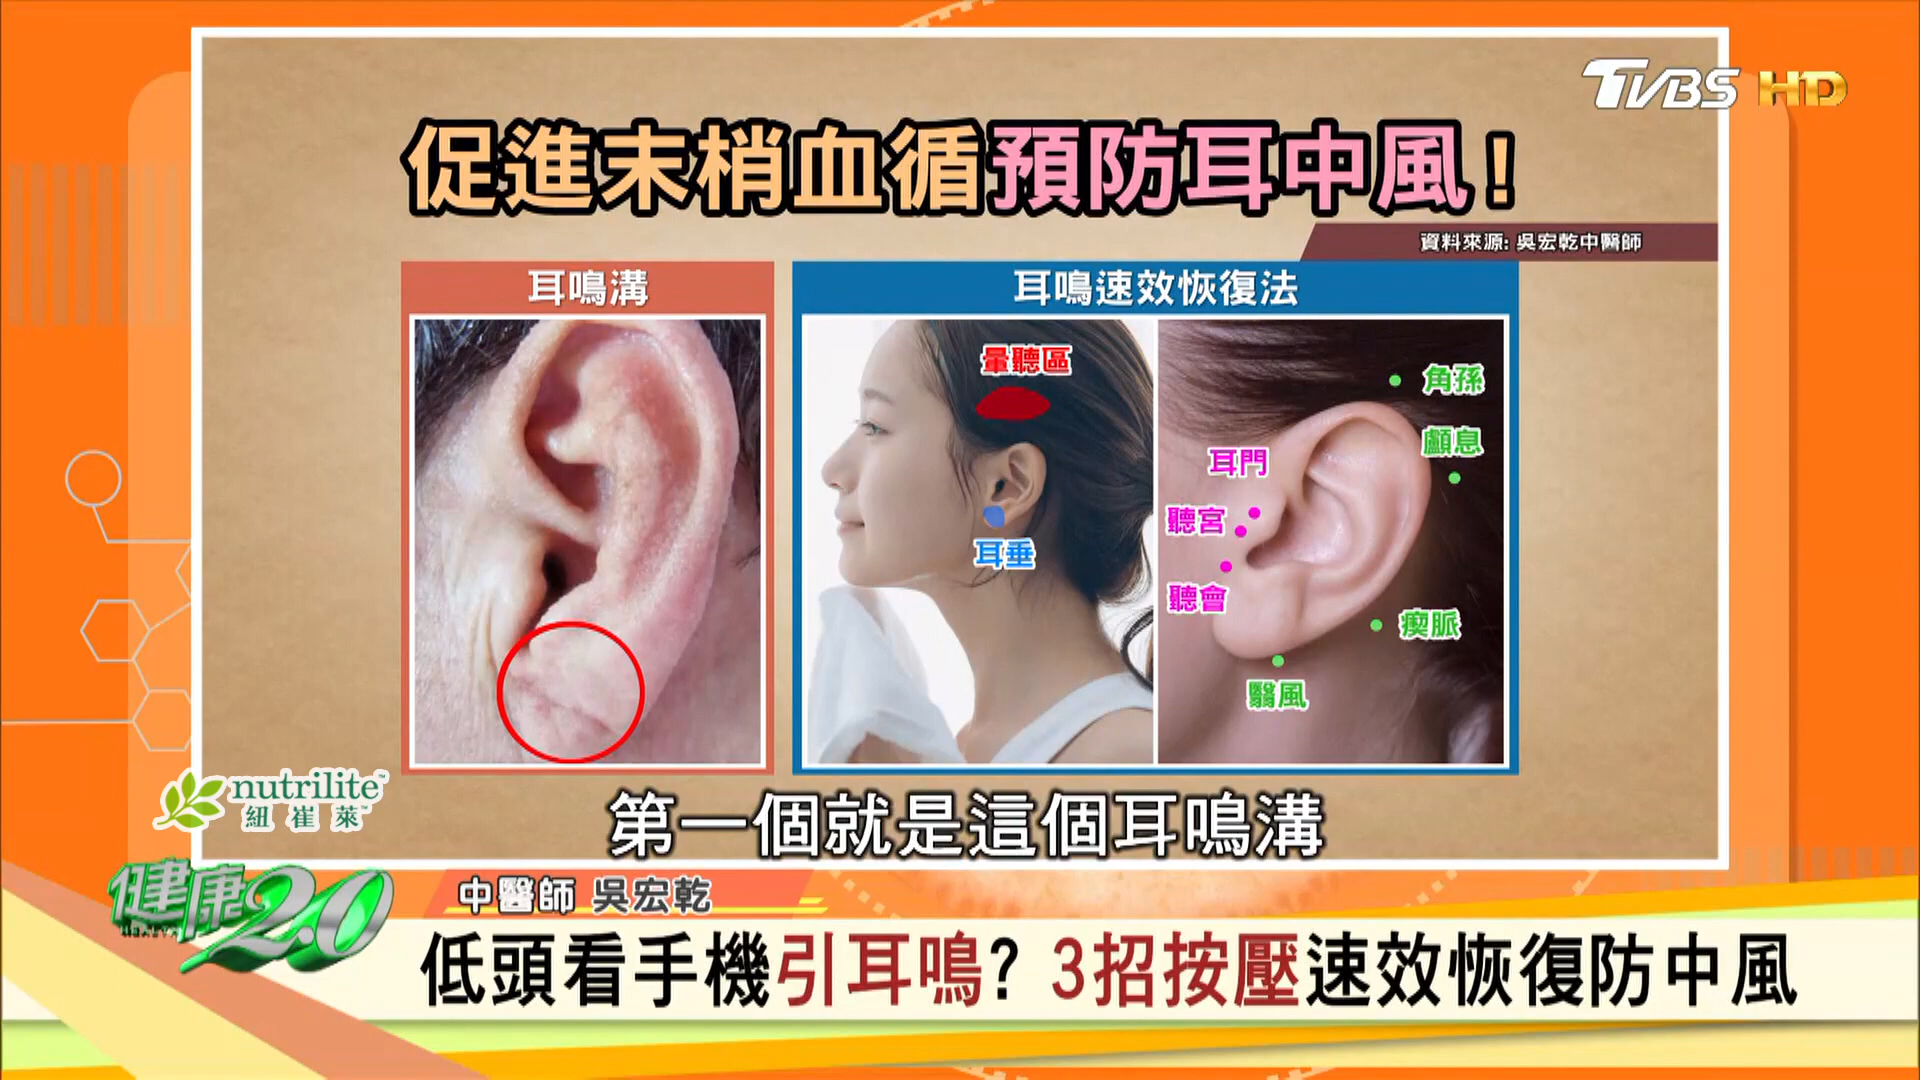 TVBS HD
促進末梢血循預防耳中風!
資料來源: 吳宏乾中醫師
耳鳴溝
耳鳴速效恢復法
暈聽區
耳垂
角孫
顱息
耳門
聽宮
聽會
瘈脈
翳風
nutrilite™
紐崔萊™
第一個就是這個耳鳴溝
健康2.0
HEALTH
中醫師 吳宏乾
低頭看手機引耳鳴? 3招按壓速效恢復防中風